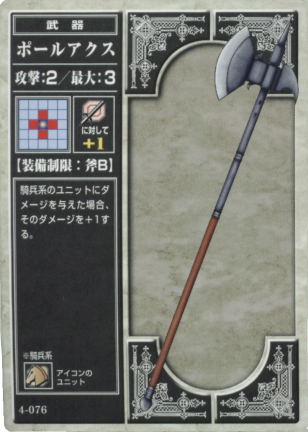 武器
ポールアクス
攻撃:2/最大:3
に対して
+1
【装備制限：斧B】
騎兵系のユニットにダ
メージを与えた場合、
そのダメージを+1す
る。
※騎兵系
アイコンの
ユニット
4-076